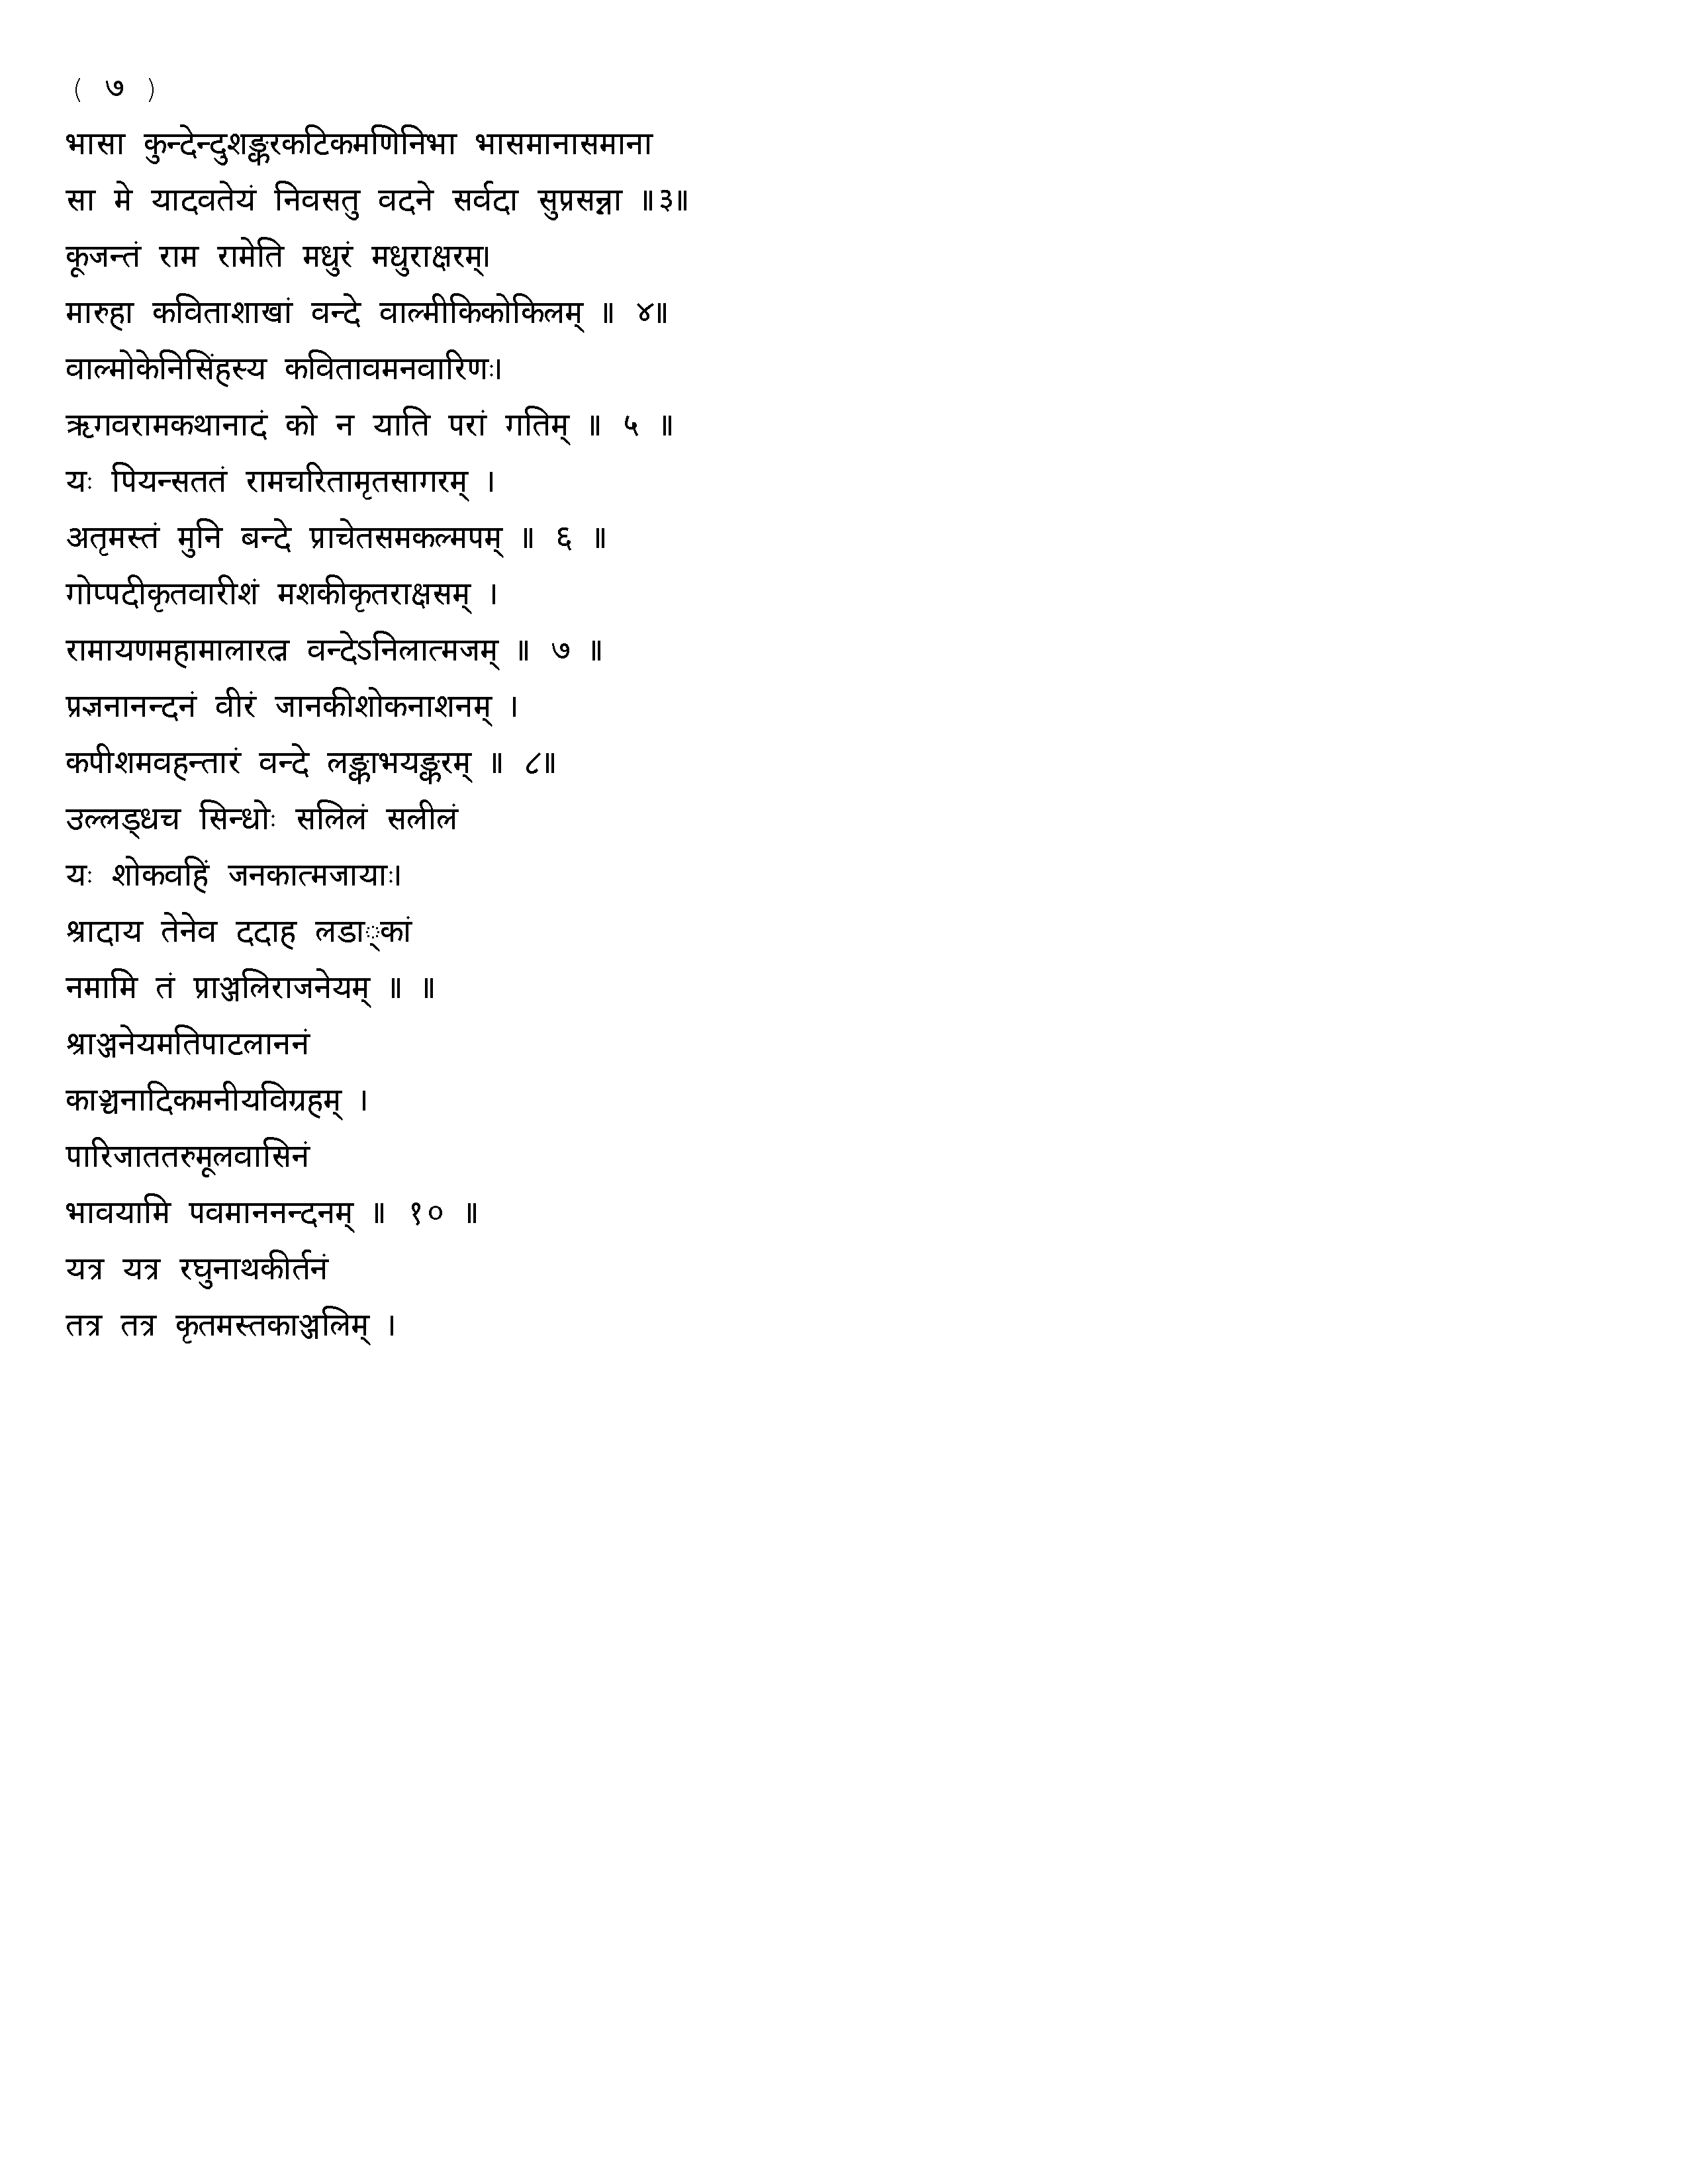 ( ७ )
भासा कुन्देन्दुशङ्करकटिकमणिनिभा भासमानासमाना
सा मे यादवतेयं निवसतु वदने सर्वदा सुप्रसन्ना ॥३॥
कूजन्तं राम रामेति मधुरं मधुराक्षरम्।
मारुहा कविताशाखां वन्दे वाल्मीकिकोकिलम् ॥ ४॥
वाल्मोकेनिसिंहस्य कवितावमनवारिणः।
ऋगवरामकथानादं को न याति परां गतिम् ॥ ५ ॥
यः पियन्सततं रामचरितामृतसागरम् ।
अतृमस्तं मुनि बन्दे प्राचेतसमकल्मपम् ॥ ६ ॥
गोप्पदीकृतवारीशं मशकीकृतराक्षसम् ।
रामायणमहामालारत्न वन्देऽनिलात्मजम् ॥ ७ ॥
प्रज्ञनानन्दनं वीरं जानकीशोकनाशनम् ।
कपीशमवहन्तारं वन्दे लङ्काभयङ्करम् ॥ ८॥
उल्लड्धच सिन्धोः सलिलं सलीलं
यः शोकवहिं जनकात्मजायाः।
श्रादाय तेनेव ददाह लडा्कां
नमामि तं प्राञ्जलिराजनेयम् ॥ ॥
श्राञ्जनेयमतिपाटलाननं
काञ्चनादिकमनीयविग्रहम् ।
पारिजाततरुमूलवासिनं
भावयामि पवमाननन्दनम् ॥ १० ॥
यत्र यत्र रघुनाथकीर्तनं
तत्र तत्र कृतमस्तकाञ्जलिम् ।